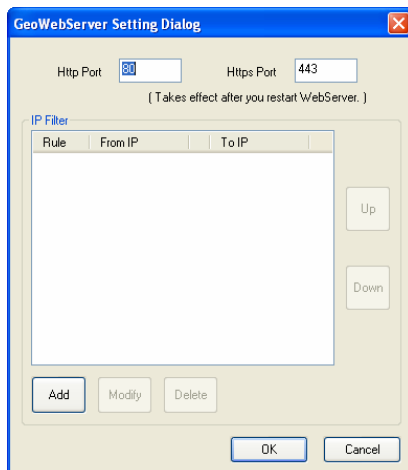 GeoWebServer Setting Dialog
Http Port 80 Https Port 443
( Takes effect after you restart WebServer. )
IP Filter
Rule From IP To IP
Up
Down
Add Modify Delete
OK Cancel